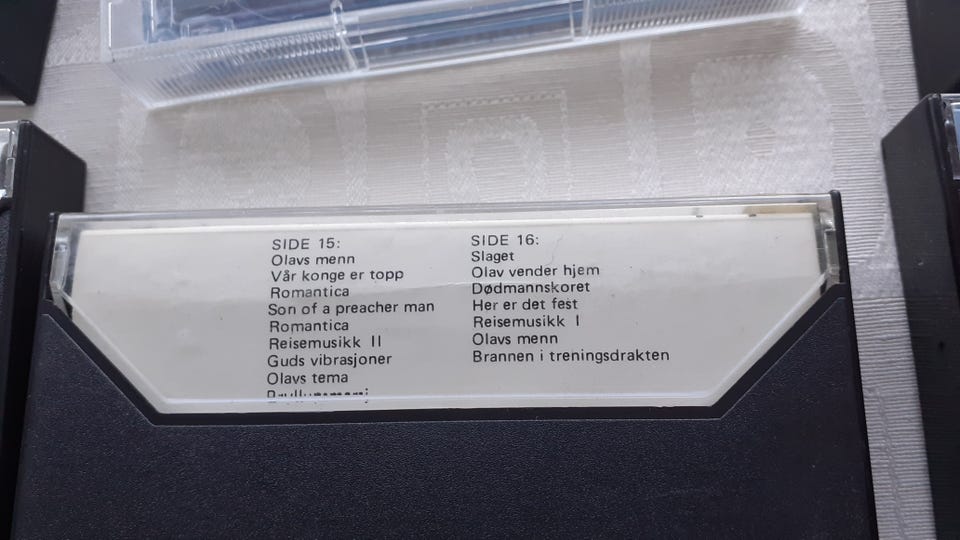 SIDE 15:
Olavs menn
Vår konge er topp
Romantica
Son of a preacher man
Romantica
Reisemusikk II
Guds vibrasjoner
Olavs tema
SIDE 16:
Slaget
Olav vender hjem
Dødmannskoret
Her er det fest
Reisemusikk I
Olavs menn
Brannen i treningsdrakten